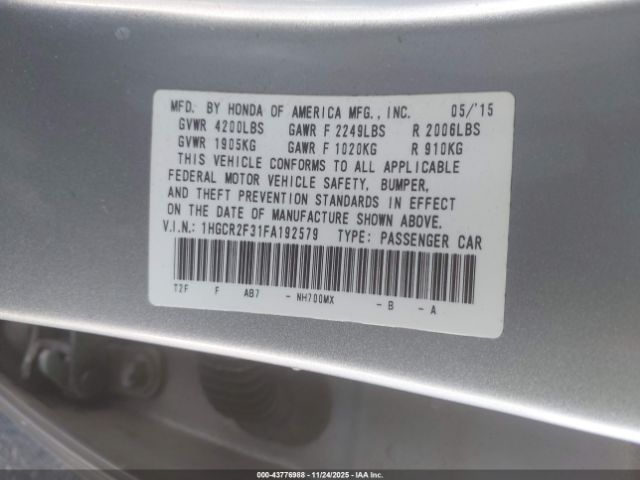 MFD. BY HONDA OF AMERICA MFG., INC. 05/'15
GVWR 4200LBS GAWR F 2249LBS R 2006LBS
GVWR 1905KG GAWR F 1020KG R 910KG
THIS VEHICLE CONFORMS TO ALL APPLICABLE
FEDERAL MOTOR VEHICLE SAFETY, BUMPER,
AND THEFT PREVENTION STANDARDS IN EFFECT
ON THE DATE OF MANUFACTURE SHOWN ABOVE.
V.I.N.: 1HGCR2F31FA192579 TYPE: PASSENGER CAR
T2F F AB7 - NH700MX - B - A
000-43776988 - 11/24/2025 - IAA Inc.